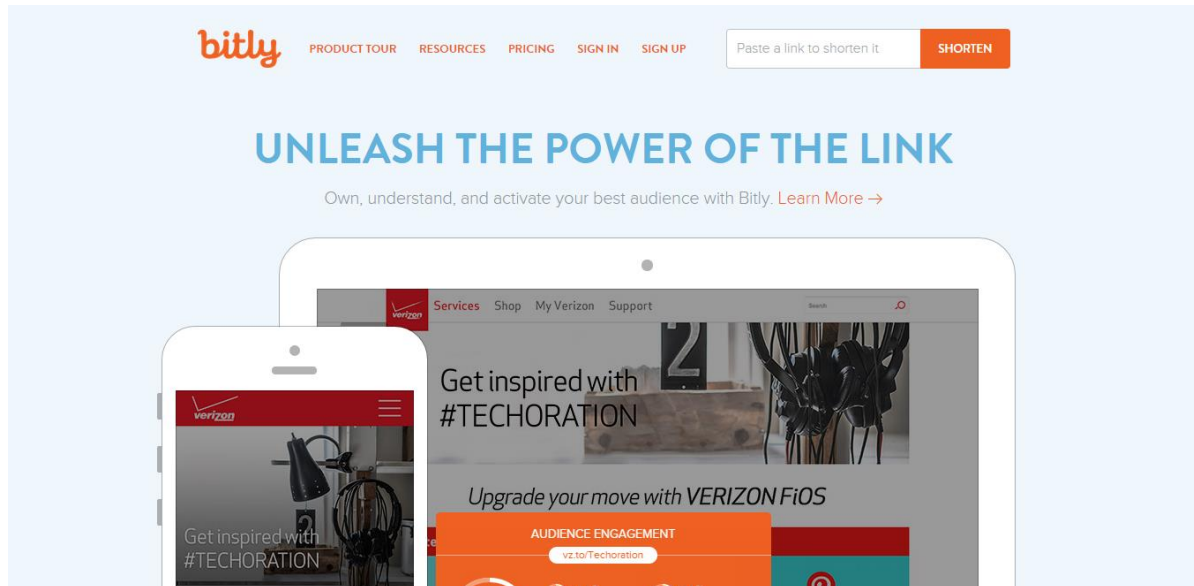 bitly
PRODUCT TOUR RESOURCES PRICING SIGN IN SIGN UP
Paste a link to shorten it SHORTEN
UNLEASH THE POWER OF THE LINK
Own, understand, and activate your best audience with Bitly. Learn More →
verizon Services Shop My Verizon Support Search
Get inspired with
#TECHORATION
Upgrade your move with VERIZON FiOS
AUDIENCE ENGAGEMENT
vz.to/Techoration
verizon
2
Get inspired with
#TECHORATION